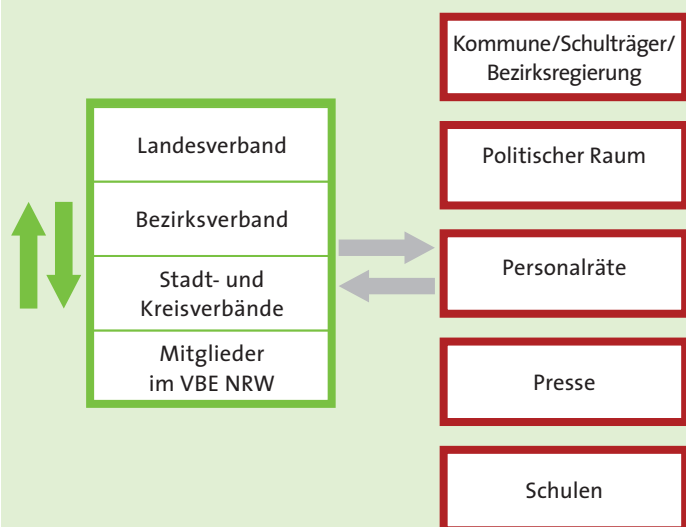 Landesverband
Bezirksverband
Stadt- und
Kreisverbände
Mitglieder
im VBE NRW
Kommune/Schulträger/
Bezirksregierung
Politischer Raum
Personalräte
Presse
Schulen